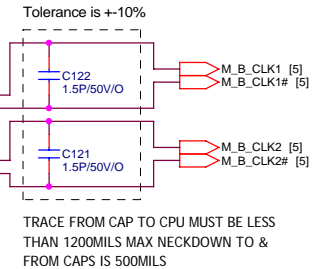 Tolerance is +-10%
C122
1.5P/50V/O
M_B_CLK1 [5]
M_B_CLK1# [5]
C121
1.5P/50V/O
M_B_CLK2 [5]
M_B_CLK2# [5]
TRACE FROM CAP TO CPU MUST BE LESS
THAN 1200MILS MAX NECKDOWN TO &
FROM CAPS IS 500MILS